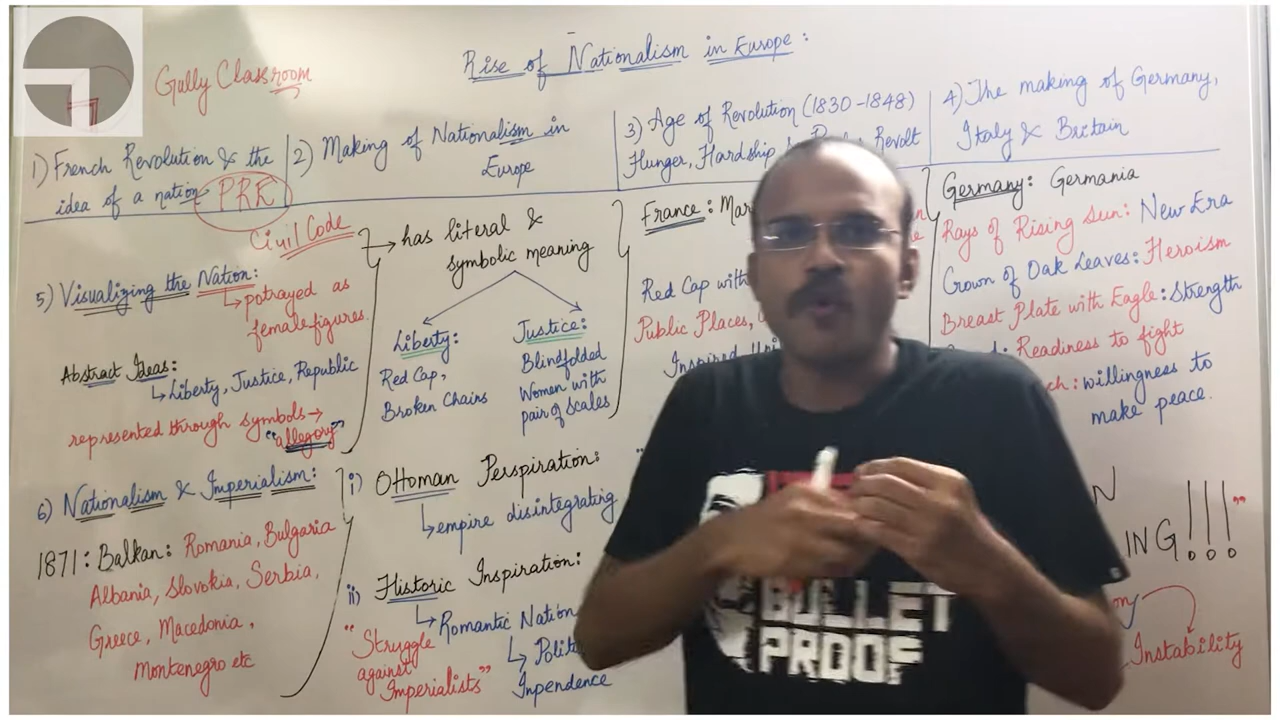 Gully Classroom
Rise of Nationalism in Europe:
1) French Revolution & the
idea of a nation
PRK
Civil Code
2) Making of Nationalism in
Europe
3) Age of Revolution (1830-1848)
Hunger, Hardship
Revolt
4) The making of Germany,
Italy & Britain
5) Visualizing the Nation:
potrayed as
female figures.
Abstract Ideas:
Liberty, Justice, Republic
represented through symbols→
"allegory"
has literal &
symbolic meaning
Liberty:
Red Cap,
Broken Chains
Justice:
Blindfolded
Women with
pair of scales
France: Mar
Red Cap with
Public Places,
Inspired
Germany: Germania
Rays of Rising Sun: New Era
Crown of Oak Leaves: Heroism
Breast Plate with Eagle: Strength
Readiness to fight
willingness to
make peace.
6) Nationalism & Imperialism:
1871: Balkan: Romania, Bulgaria
Albania, Slovokia, Serbia,
Greece, Macedonia,
Montenegro etc
i) Ottoman Perspiration:
empire disintegrating
ii) Historic Inspiration:
Romantic Nation
Polit
Inpendence
"Struggle
against
Imperialists"
N
ING!!!"
Instability
BULLET
PROOF